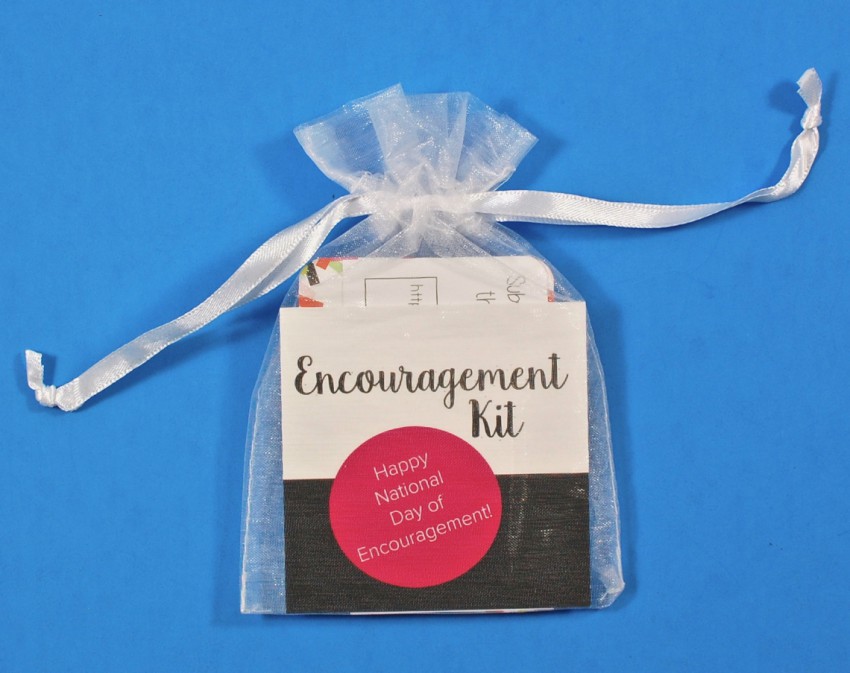 Encouragement
Kit
Happy
National
Day of
Encouragement!